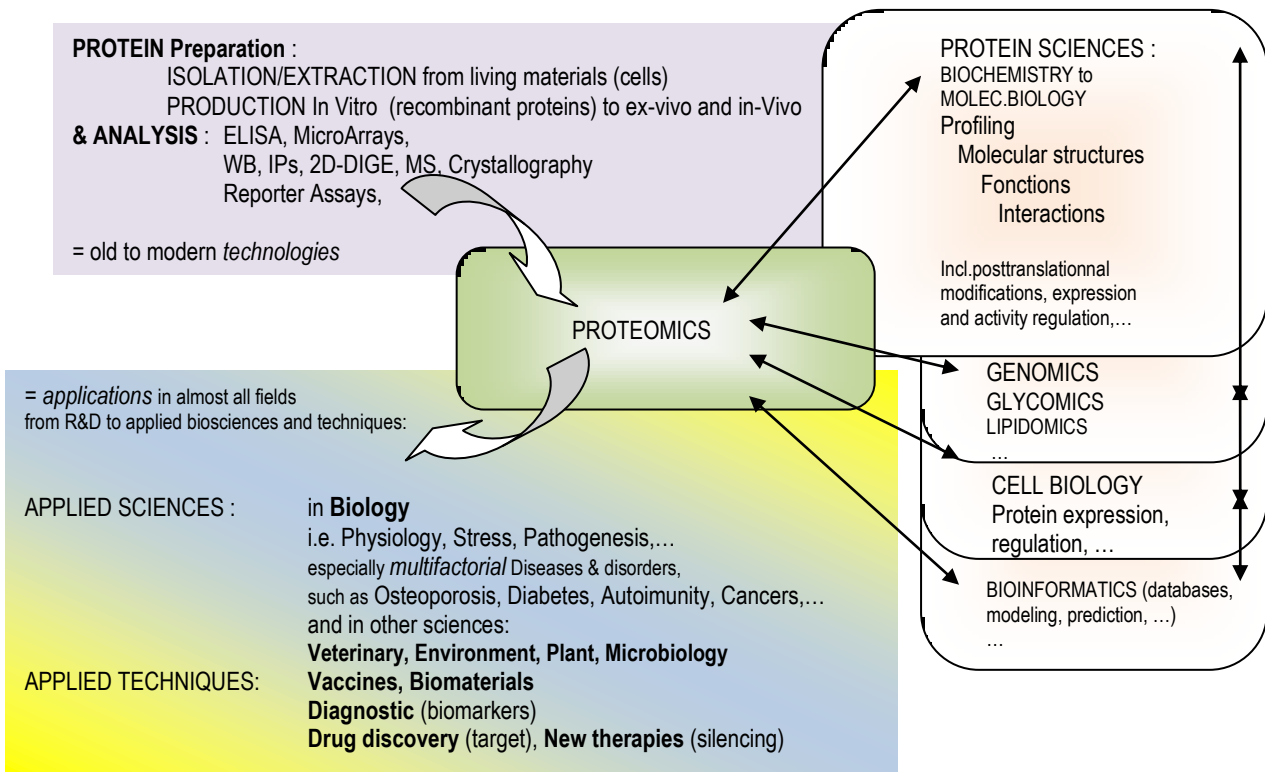 PROTEIN Preparation :
ISOLATION/EXTRACTION from living materials (cells)
PRODUCTION In Vitro (recombinant proteins) to ex-vivo and in-Vivo
& ANALYSIS : ELISA, MicroArrays,
WB, IPs, 2D-DIGE, MS, Crystallography
Reporter Assays,
= old to modern technologies
PROTEOMICS
PROTEIN SCIENCES :
BIOCHEMISTRY to
MOLEC.BIOLOGY
Profiling
Molecular structures
Fonctions
Interactions
Incl.posttranslationnal
modifications, expression
and activity regulation,…
GENOMICS
GLYCOMICS
LIPIDOMICS
…
CELL BIOLOGY
Protein expression,
regulation, …
BIOINFORMATICS (databases,
modeling, prediction, …)
…
= applications in almost all fields
from R&D to applied biosciences and techniques:
APPLIED SCIENCES : in Biology
i.e. Physiology, Stress, Pathogenesis,…
especially multifactorial Diseases & disorders,
such as Osteoporosis, Diabetes, Autoimunity, Cancers,…
and in other sciences:
Veterinary, Environment, Plant, Microbiology
APPLIED TECHNIQUES: Vaccines, Biomaterials
Diagnostic (biomarkers)
Drug discovery (target), New therapies (silencing)